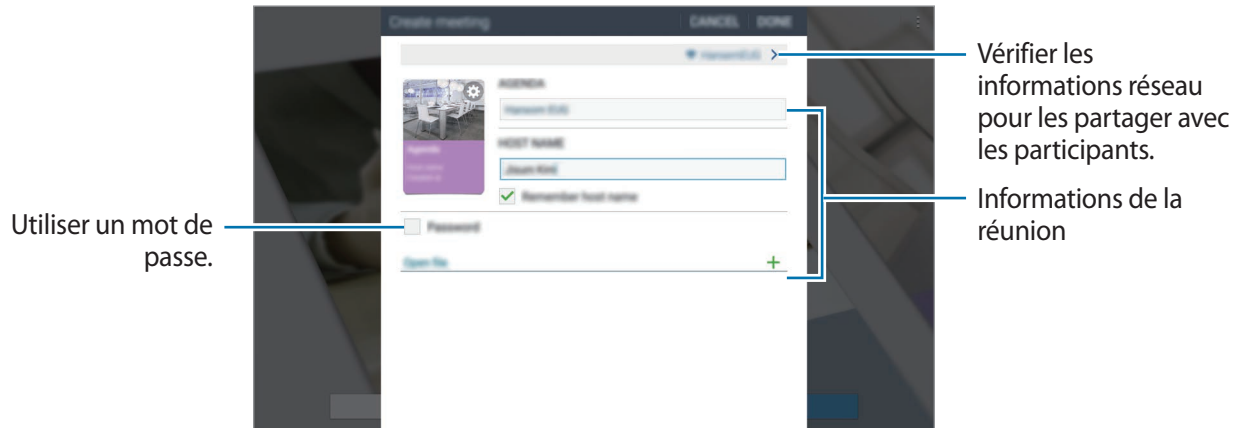 Create meeting
CANCEL
DONE
AGENDA
HOST NAME
Remember host name
Password
Open file
Agenda
Vérifier les
informations réseau
pour les partager avec
les participants.
Informations de la
réunion
Utiliser un mot de
passe.